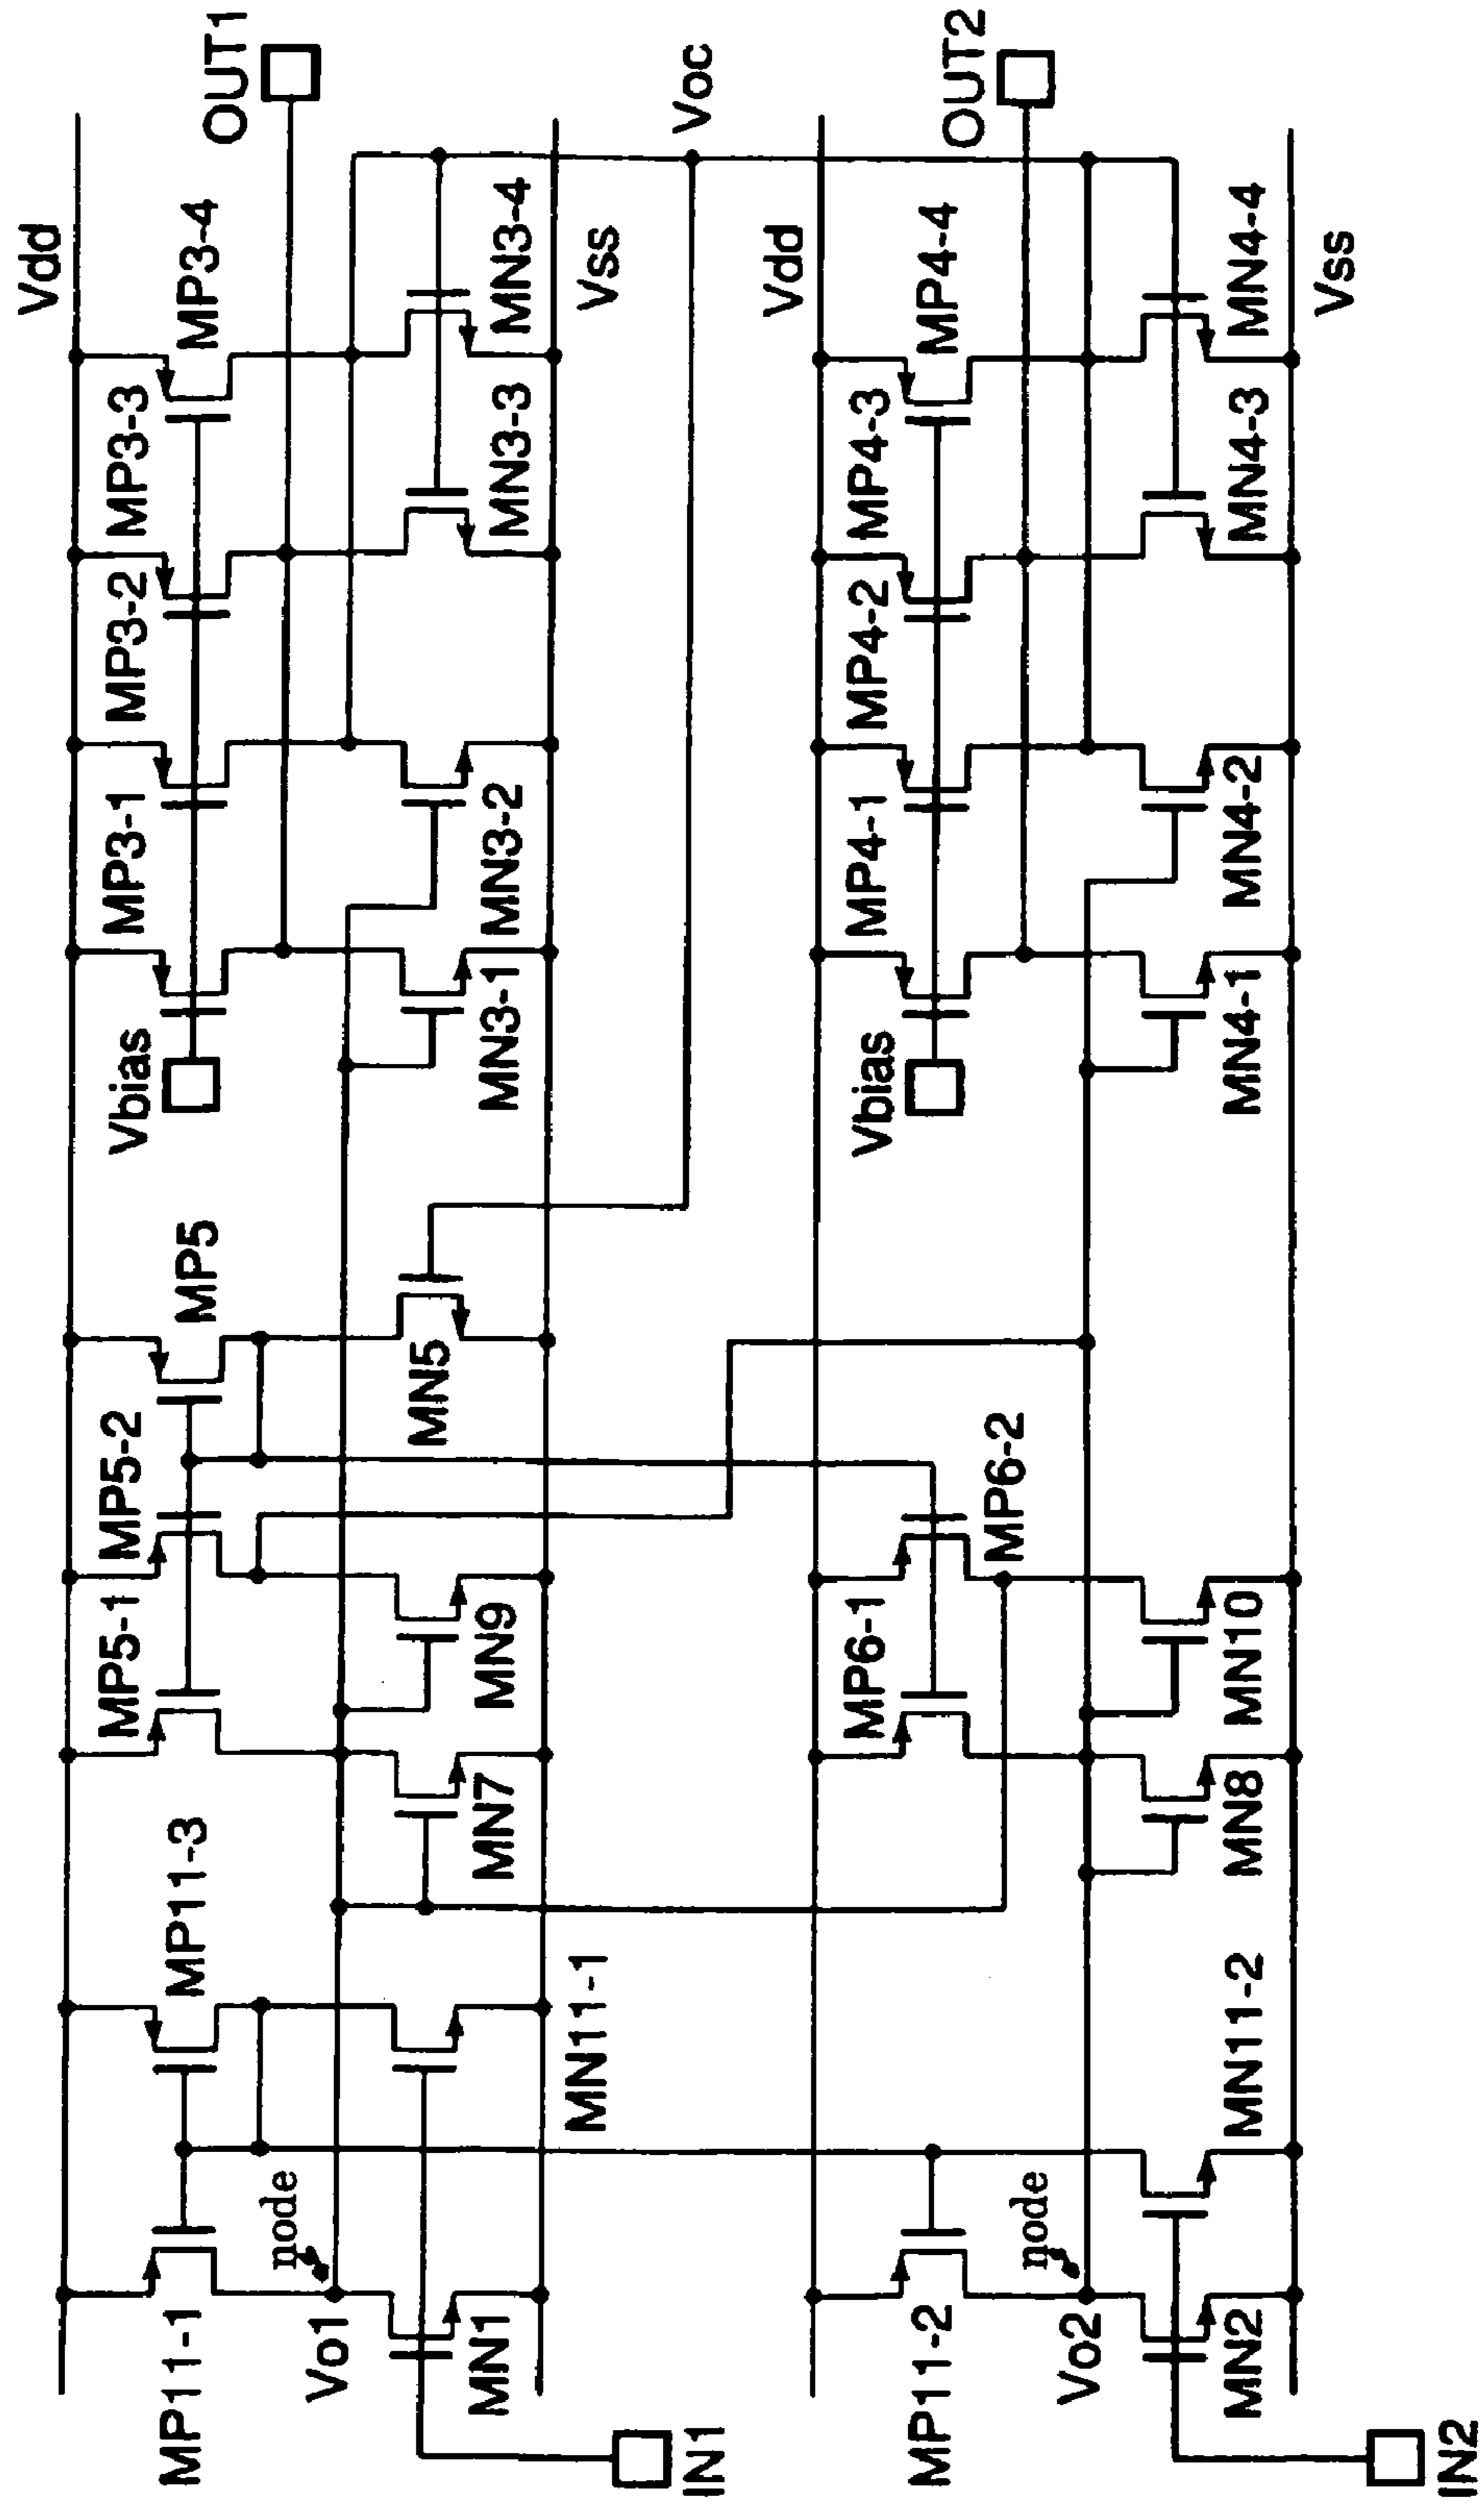 Vdd
MP11-1
MP11-3
MP5-1
MP5-2
MP5
Vbias
MP3-1
MP3-2
MP3-3
MP3-4
OUT1
node
Vo1
MN1
MN11-1
MN7
MN9
MN5
MN3-1
MN3-2
MN3-3
MN3-4
Vss
IN1
Voc
Vdd
MP11-2
MP6-1
MP6-2
Vbias
MP4-1
MP4-2
MP4-3
MP4-4
OUT2
node
Vo2
MN2
MN11-2
MN8
MN10
MN4-1
MN4-2
MN4-3
MN4-4
Vss
IN2